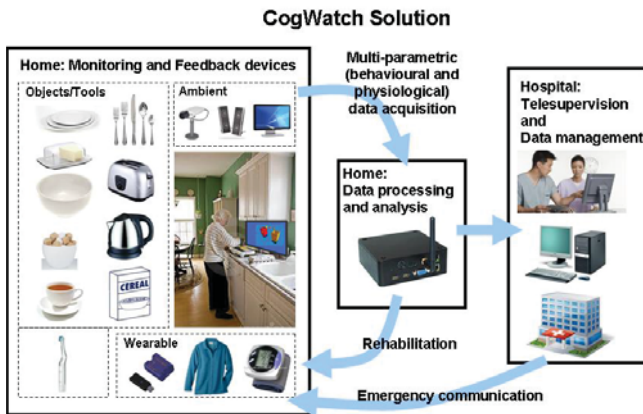 CogWatch Solution
Home: Monitoring and Feedback devices
Objects/Tools
Ambient
CEREAL
Wearable
Multi-parametric
(behavioural and
physiological)
data acquisition
Home:
Data processing
and analysis
Rehabilitation
Emergency communication
Hospital:
Telesupervision
and
Data management